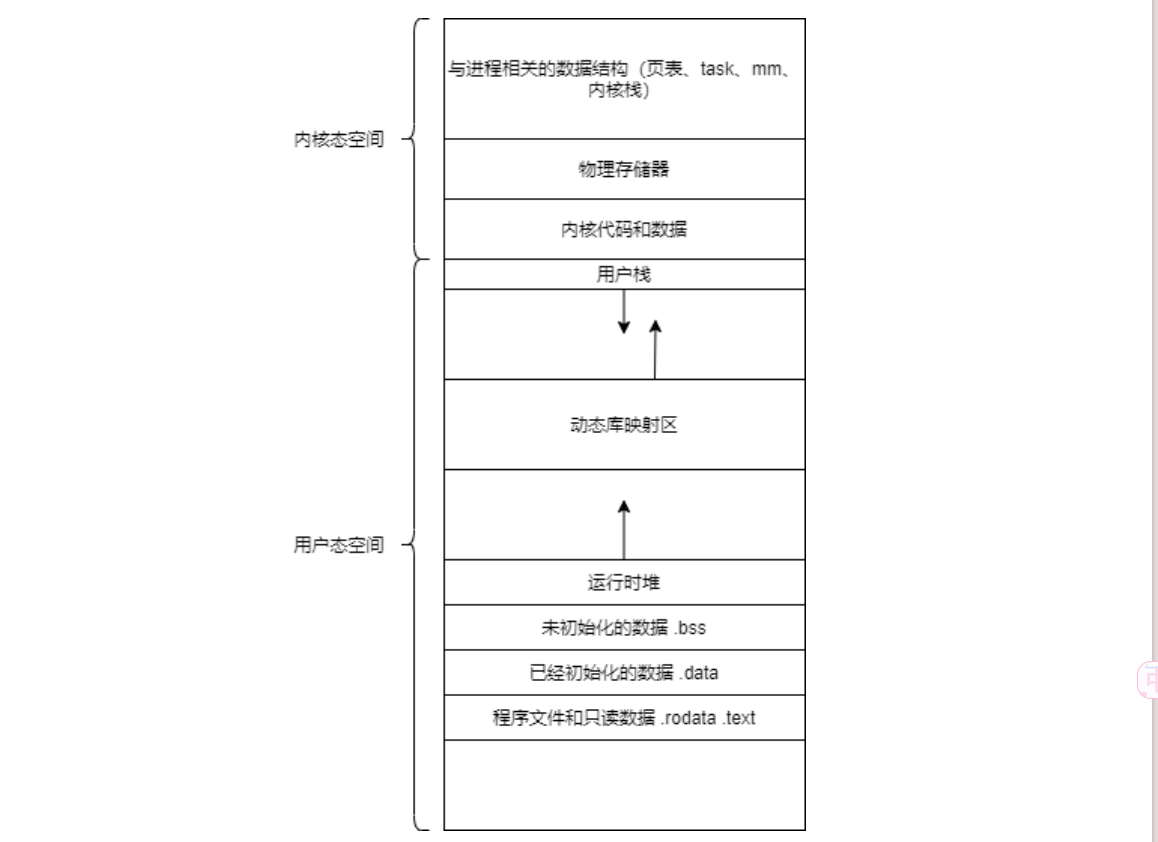 与进程相关的数据结构（页表、task、mm、
内核栈）
内核态空间
物理存储器
内核代码和数据
用户栈
动态库映射区
用户态空间
运行时堆
未初始化的数据 .bss
已经初始化的数据 .data
程序文件和只读数据 .rodata .text